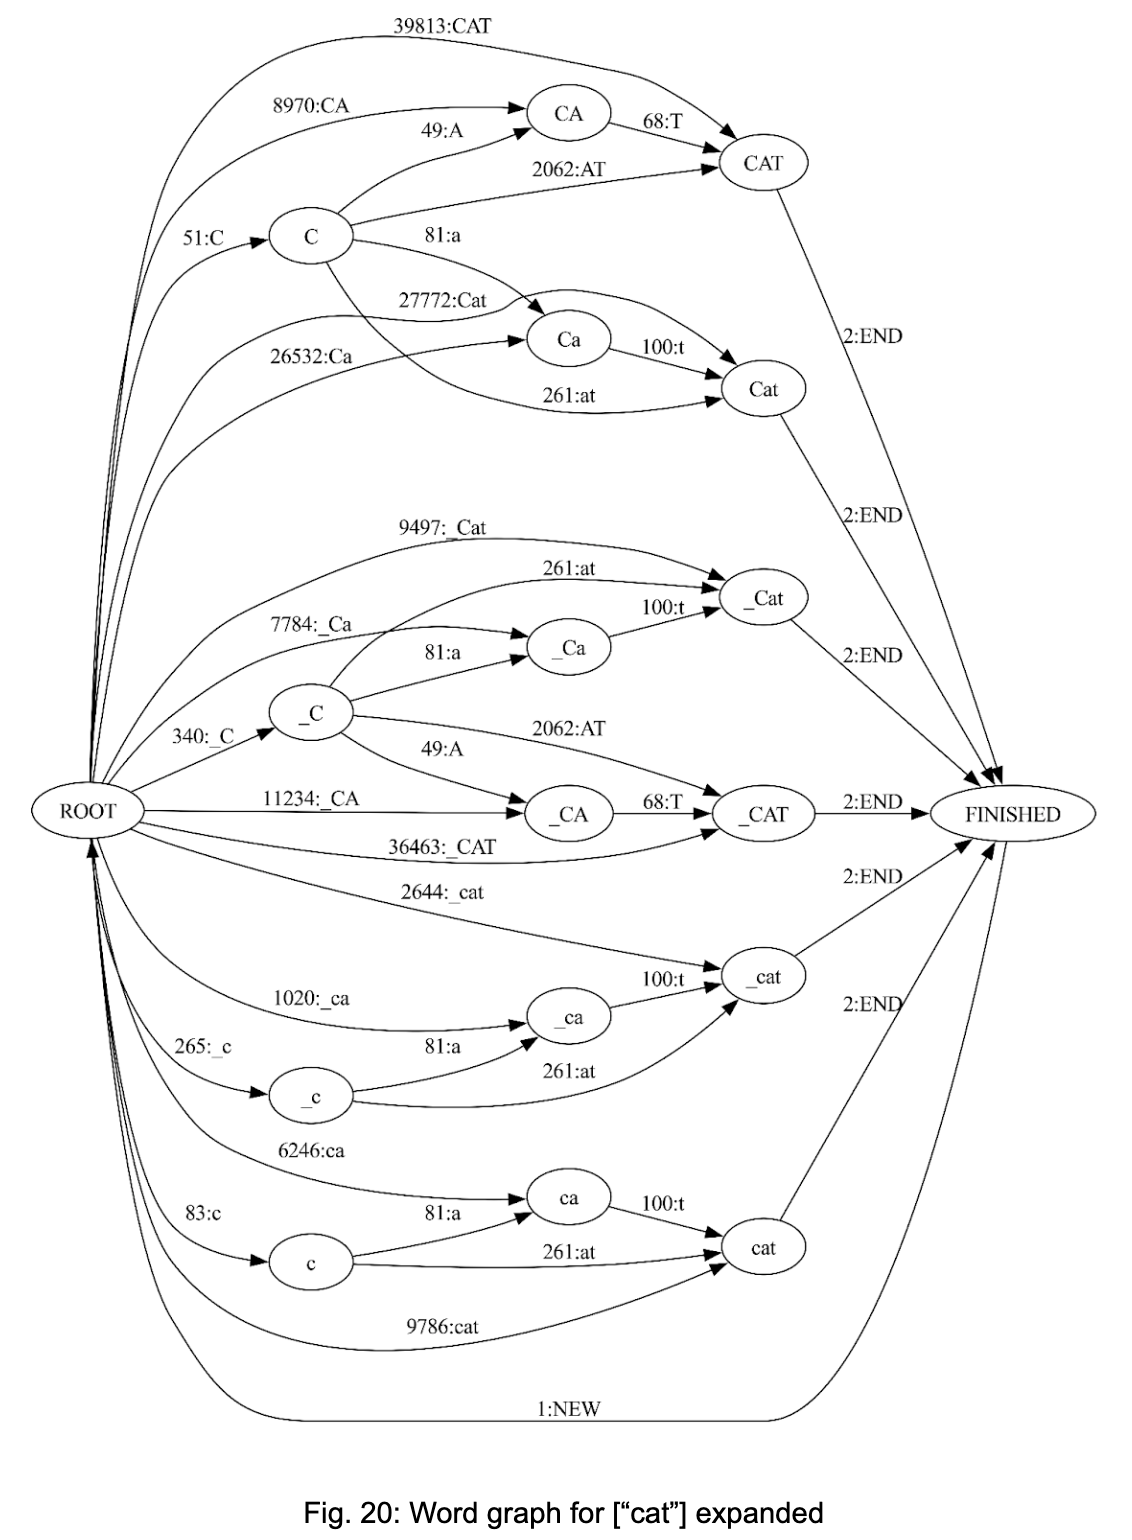 39813:CAT
8970:CA
CA
49:A
68:T
CAT
2062:AT
51:C
C
81:a
27772:Cat
2:END
Ca
26532:Ca
100:t
Cat
261:at
2:END
9497:_Cat
261:at
_Cat
100:t
7784:_Ca
_Ca
81:a
2:END
_C
340:_C
2062:AT
49:A
11234:_CA
68:T
2:END
ROOT
_CA
_CAT
FINISHED
36463:_CAT
2:END
2644:_cat
_cat
100:t
1020:_ca
2:END
_ca
265:_c
81:a
261:at
_c
6246:ca
ca
100:t
83:c
81:a
cat
261:at
c
9786:cat
1:NEW
Fig. 20: Word graph for [“cat”] expanded